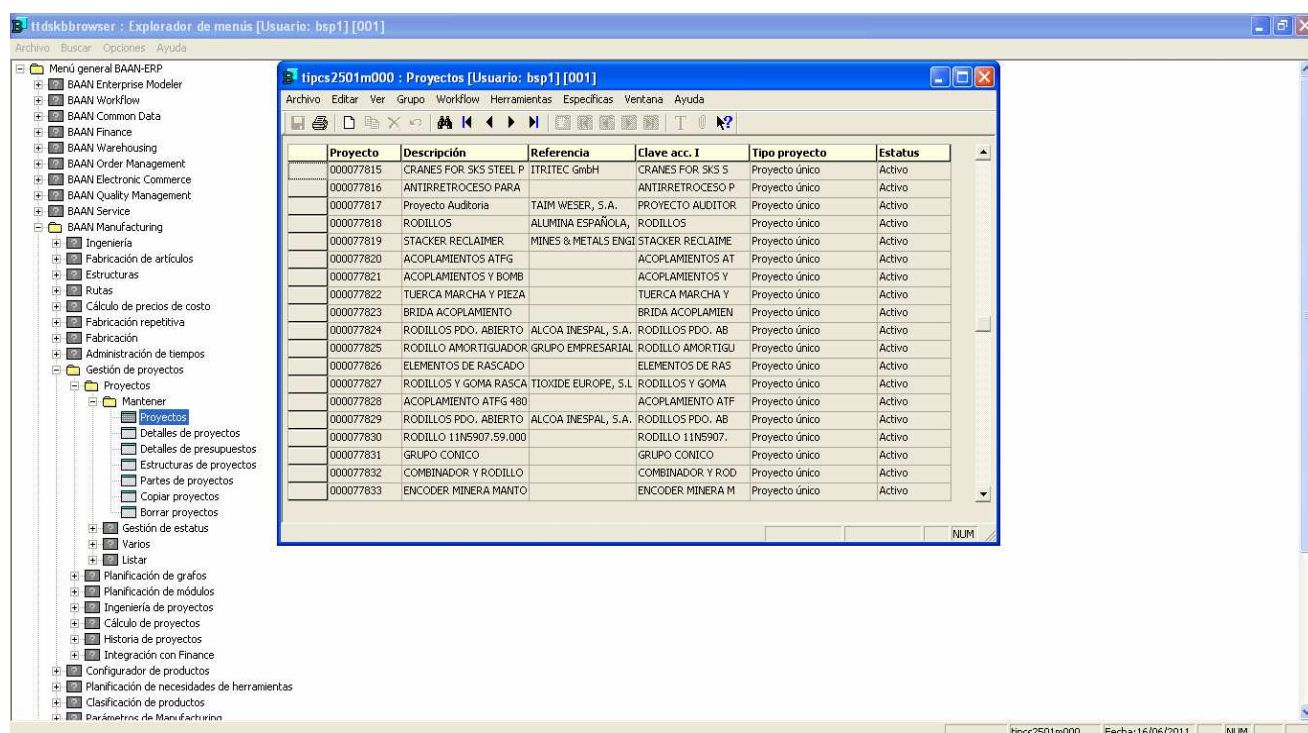 ttdskbbrowser : Explorador de menús [Usuario: bsp1] [001]
Archivo Buscar Opciones Ayuda
Menú general BAAN-ERP
BAAN Enterprise Modeler
BAAN Workflow
BAAN Common Data
BAAN Finance
BAAN Warehousing
BAAN Order Management
BAAN Electronic Commerce
BAAN Quality Management
BAAN Service
BAAN Manufacturing
Ingeniería
Fabricación de artículos
Estructuras
Rutas
Cálculo de precios de costo
Fabricación repetitiva
Fabricación
Administración de tiempos
Gestión de proyectos
Proyectos
Mantener
Proyectos
Detalles de proyectos
Detalles de presupuestos
Estructuras de proyectos
Partes de proyectos
Copiar proyectos
Borrar proyectos
Gestión de estatus
Varios
Listar
Planificación de grafos
Planificación de módulos
Ingeniería de proyectos
Cálculo de proyectos
Historia de proyectos
Integración con Finance
Configurador de productos
Planificación de necesidades de herramientas
Clasificación de productos
Parámetros de Manufacturing
tipcs2501m000 : Proyectos [Usuario: bsp1] [001]
Archivo Editar Ver Grupo Workflow Herramientas Específicas Ventana Ayuda
Proyecto Descripción Referencia Clave acc. I Tipo proyecto Estatus
000077815 CRANES FOR SKS STEEL P ITRITEC GmbH CRANES FOR SKS S Proyecto único Activo
000077816 ANTIRRETROCESO PARA ANTIRRETROCESO P Proyecto único Activo
000077817 Proyecto Auditoria TAIM WESER, S.A. PROYECTO AUDITOR Proyecto único Activo
000077818 RODILLOS ALUMINA ESPAÑOLA, RODILLOS Proyecto único Activo
000077819 STACKER RECLAIMER MINES & METALS ENGI STACKER RECLAIME Proyecto único Activo
000077820 ACOPLAMIENTOS ATFG ACOPLAMIENTOS AT Proyecto único Activo
000077821 ACOPLAMIENTOS Y BOMB ACOPLAMIENTOS Y Proyecto único Activo
000077822 TUERCA MARCHA Y PIEZA TUERCA MARCHA Y Proyecto único Activo
000077823 BRIDA ACOPLAMIENTO BRIDA ACOPLAMIEN Proyecto único Activo
000077824 RODILLOS PDO. ABIERTO ALCOA INESPAL, S.A. RODILLOS PDO. AB Proyecto único Activo
000077825 RODILLO AMORTIGUADOR GRUPO EMPRESARIAL RODILLO AMORTIGU Proyecto único Activo
000077826 ELEMENTOS DE RASCADO ELEMENTOS DE RAS Proyecto único Activo
000077827 RODILLOS Y GOMA RASCA TIOXIDE EUROPE, S.L RODILLOS Y GOMA Proyecto único Activo
000077828 ACOPLAMIENTO ATFG 480 ACOPLAMIENTO ATF Proyecto único Activo
000077829 RODILLOS PDO. ABIERTO ALCOA INESPAL, S.A. RODILLOS PDO. AB Proyecto único Activo
000077830 RODILLO 11N5907.59.000 RODILLO 11N5907. Proyecto único Activo
000077831 GRUPO CONICO GRUPO CONICO Proyecto único Activo
000077832 COMBINADOR Y RODILLO COMBINADOR Y ROD Proyecto único Activo
000077833 ENCODER MINERA MANTO ENCODER MINERA M Proyecto único Activo
NUM
tipcs2501m000 Fecha:16/06/2011 NUM